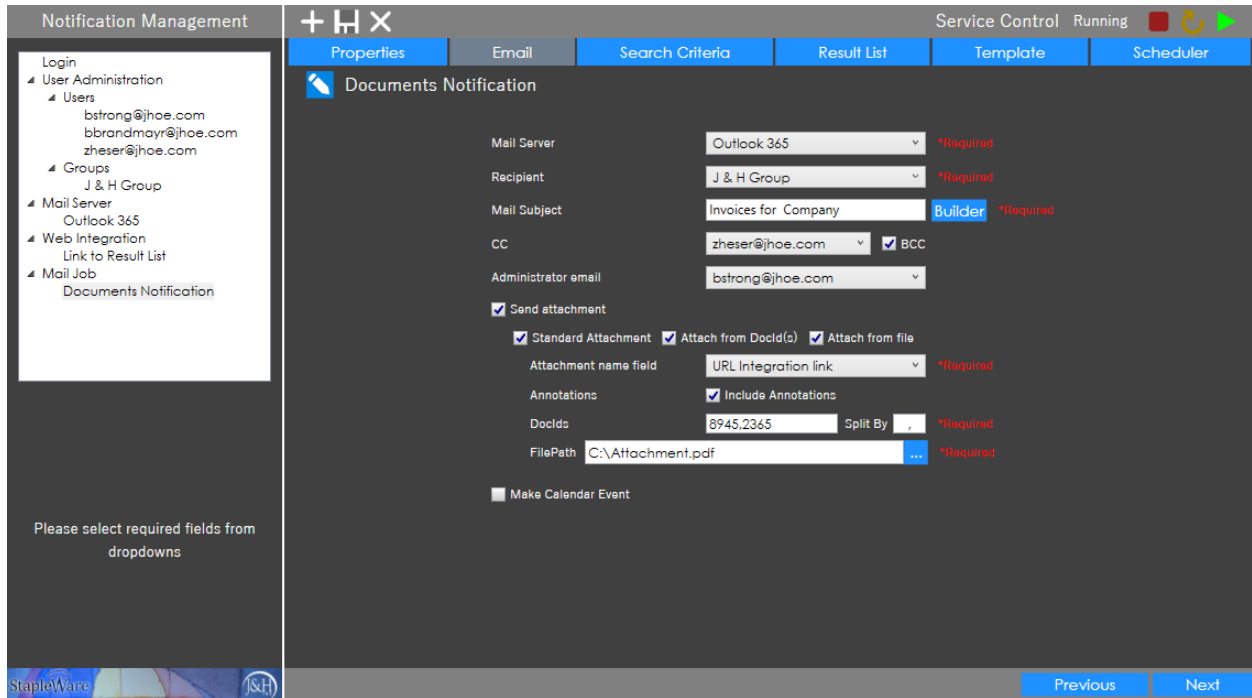 Notification Management
Service Control Running
Login
User Administration
Users
bstrong@jhoe.com
bbrandmayr@jhoe.com
zheser@jhoe.com
Groups
J & H Group
Mail Server
Outlook 365
Web Integration
Link to Result List
Mail Job
Documents Notification
Please select required fields from
dropdowns
StapleWare J&H
Properties Email Search Criteria Result List Template Scheduler
Documents Notification
Mail Server Outlook 365 *Required
Recipient J & H Group *Required
Mail Subject Invoices for Company Builder *Required
CC zheser@jhoe.com BCC
Administrator email bstrong@jhoe.com
Send attachment
Standard Attachment Attach from DocId(s) Attach from file
Attachment name field URL Integration link *Required
Annotations Include Annotations
DocIds 8945,2365 Split By , *Required
FilePath C:\Attachment.pdf ... *Required
Make Calendar Event
Previous Next